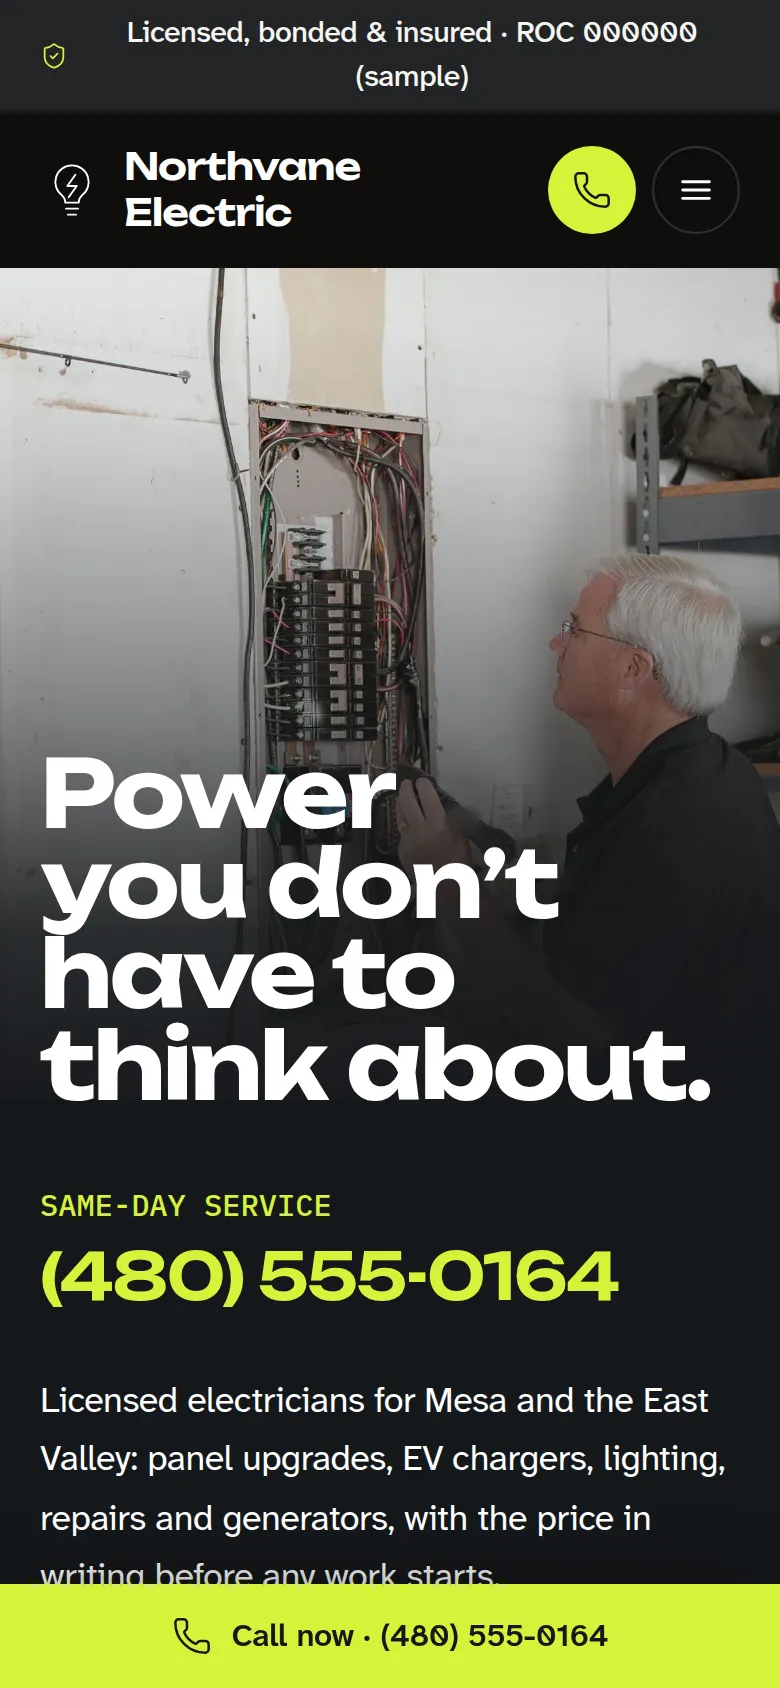 Licensed, bonded & insured · ROC 000000
(sample)
Northvane
Electric
Power
you don’t
have to
think about.
SAME-DAY SERVICE
(480) 555-0164
Licensed electricians for Mesa and the East
Valley: panel upgrades, EV chargers, lighting,
repairs and generators, with the price in
writing before any work starts.
Call now · (480) 555-0164